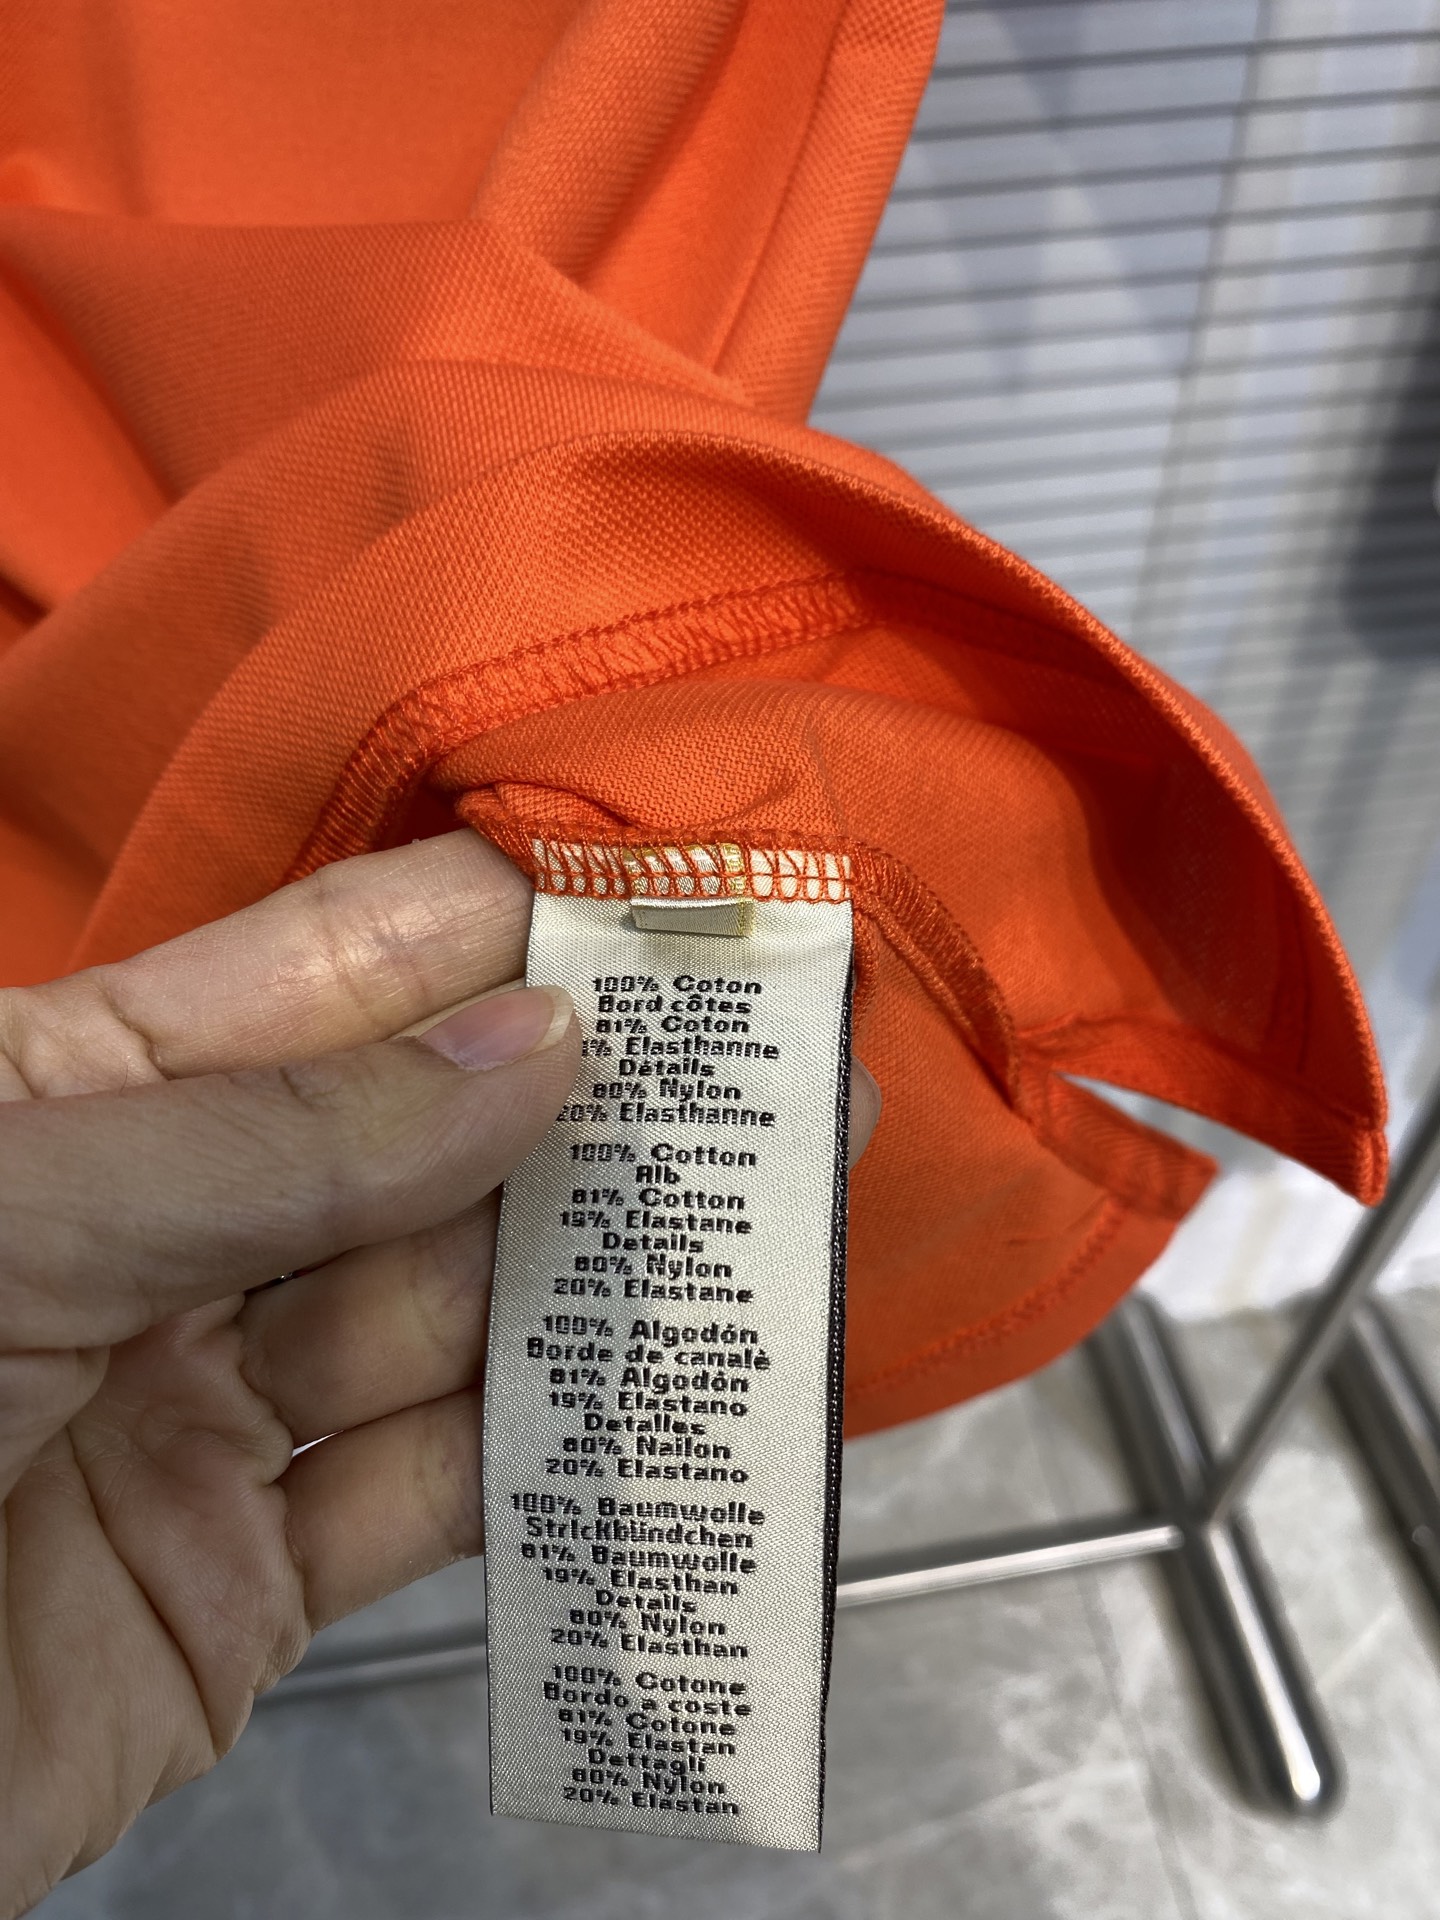 100% Coton
Bord côtes
81% Coton
% Elasthanne
Détails
80% Nylon
20% Elasthanne
100% Cotton
Rib
81% Cotton
19% Elastane
Details
80% Nylon
20% Elastane
100% Algodón
Borde de canalè
81% Algodón
19% Elastano
Detalles
80% Nailon
20% Elastano
100% Baumwolle
Strickbündchen
81% Baumwolle
19% Elasthan
Details
80% Nylon
20% Elasthan
100% Cotone
Bordo a coste
81% Cotone
19% Elastan
Dettagli
80% Nylon
20% Elastan